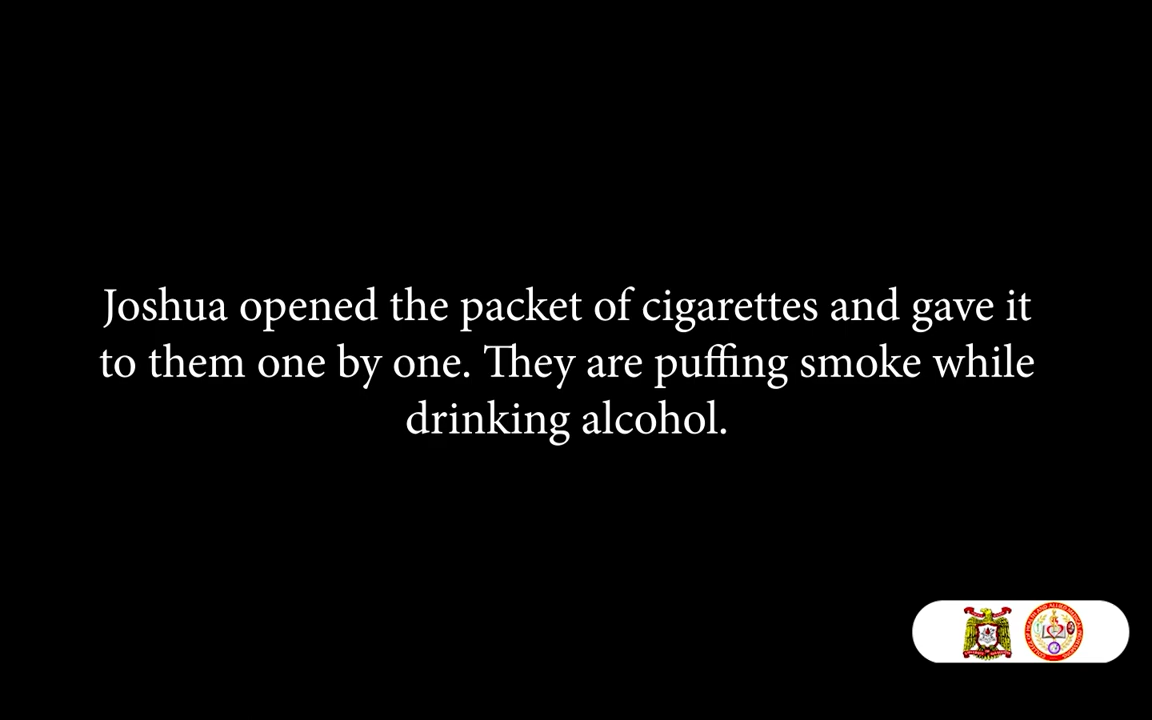 Joshua opened the packet of cigarettes and gave it
to them one by one. They are puffing smoke while
drinking alcohol.